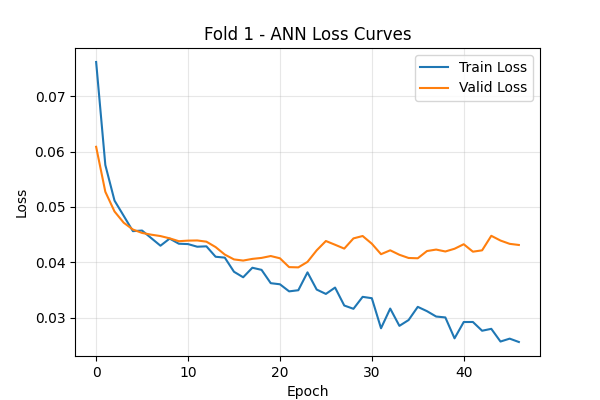 Fold 1 - ANN Loss Curves
Train Loss
Valid Loss
Loss
0.07
0.06
0.05
0.04
0.03
0 10 20 30 40
Epoch